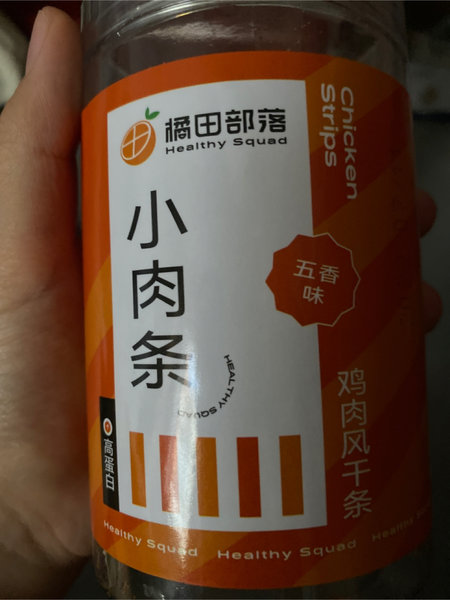 橘田部落
Healthy Squad
小肉条
Chicken
Strips
五香
味
鸡肉风干条
HEALTHY SQUAD
高蛋白
Healthy Squad
Healthy Squad
Healthy